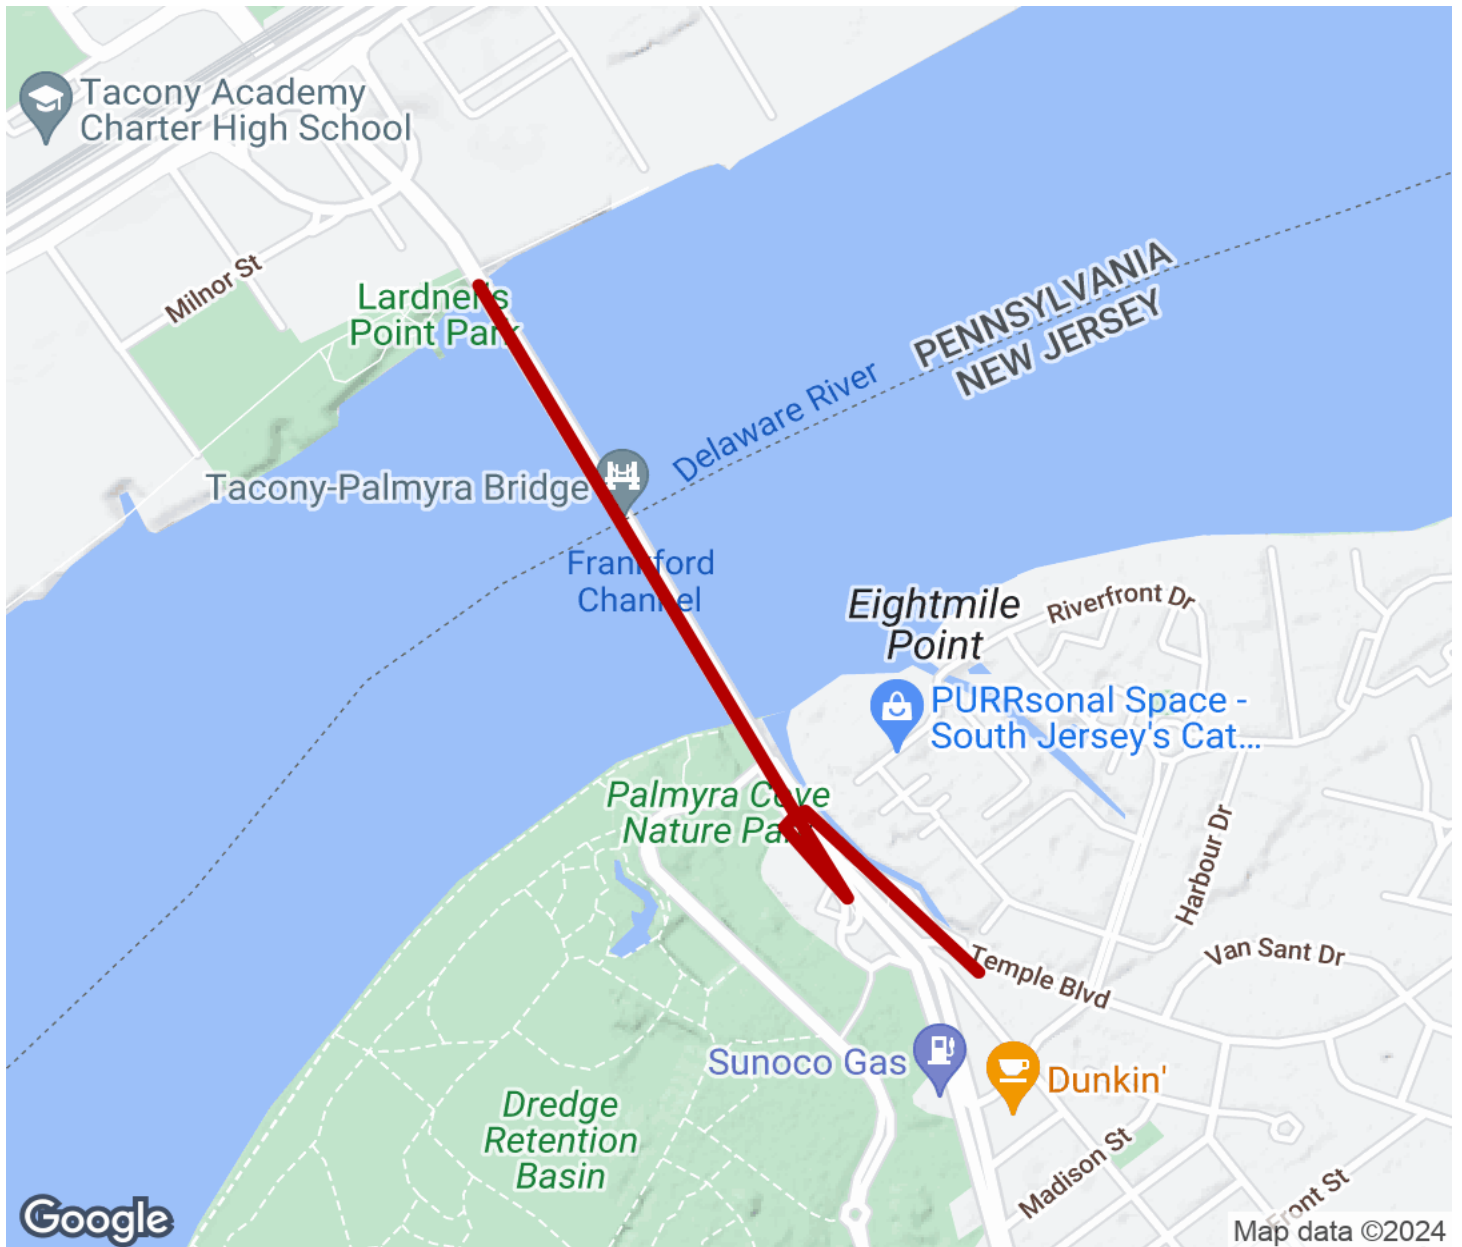 Tacony Academy
Charter High School
Milnor St
Lardner's
Point Park
PENNSYLVANIA
NEW JERSEY
Delaware River
Tacony-Palmyra Bridge
Frankford
Channel
Eightmile
Point
Riverfront Dr
PURRsonal Space -
South Jersey's Cat...
Palmyra Cove
Nature Park
Harbour Dr
Van Sant Dr
Temple Blvd
Sunoco Gas
Dunkin'
Dredge
Retention
Basin
Madison St
Front St
Google
Map data ©2024